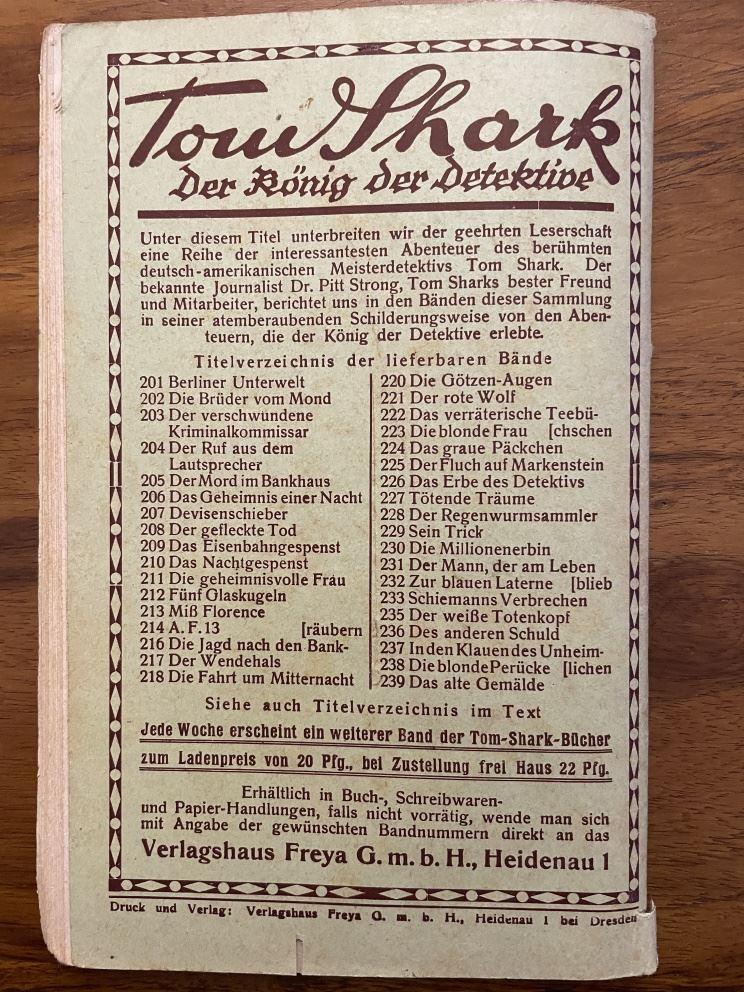 Tom Shark
Der König der Detektive
Unter diesem Titel unterbreiten wir der geehrten Leserschaft
eine Reihe der interessantesten Abenteuer des berühmten
deutsch-amerikanischen Meisterdetektivs Tom Shark. Der
bekannte Journalist Dr. Pitt Strong, Tom Sharks bester Freund
und Mitarbeiter, berichtet uns in den Bänden dieser Sammlung
in seiner atemberaubenden Schilderungsweise von den Aben-
teuern, die der König der Detektive erlebte.
Titelverzeichnis der lieferbaren Bände
201 Berliner Unterwelt
202 Die Brüder vom Mond
203 Der verschwundene
Kriminalkommissar
204 Der Ruf aus dem
Lautsprecher
205 Der Mord im Bankhaus
206 Das Geheimnis einer Nacht
207 Devisenschieber
208 Der gefleckte Tod
209 Das Eisenbahngespenst
210 Das Nachtgespenst
211 Die geheimnisvolle Frau
212 Fünf Glaskugeln
213 Miß Florence
214 A. F. 13 [räubern
216 Die Jagd nach den Bank-
217 Der Wendehals
218 Die Fahrt um Mitternacht
220 Die Götzen-Augen
221 Der rote Wolf
222 Das verräterische Teebü-
223 Die blonde Frau [chschen
224 Das graue Päckchen
225 Der Fluch auf Markenstein
226 Das Erbe des Detektivs
227 Tötende Träume
228 Der Regenwurmsammler
229 Sein Trick
230 Die Millionenerbin
231 Der Mann, der am Leben
232 Zur blauen Laterne [blieb
233 Schiemanns Verbrechen
235 Der weiße Totenkopf
236 Des anderen Schuld
237 In den Klauen des Unheim-
238 Die blonde Perücke [lichen
239 Das alte Gemälde
Siehe auch Titelverzeichnis im Text
Jede Woche erscheint ein weiterer Band der Tom-Shark-Bücher
zum Ladenpreis von 20 Pfg., bei Zustellung frei Haus 22 Pfg.
Erhältlich in Buch-, Schreibwaren-
und Papier-Handlungen, falls nicht vorrätig, wende man sich
mit Angabe der gewünschten Bandnummern direkt an das
Verlagshaus Freya G. m. b. H., Heidenau 1
Druck und Verlag: Verlagshaus Freya G. m. b. H., Heidenau 1 bei Dresden